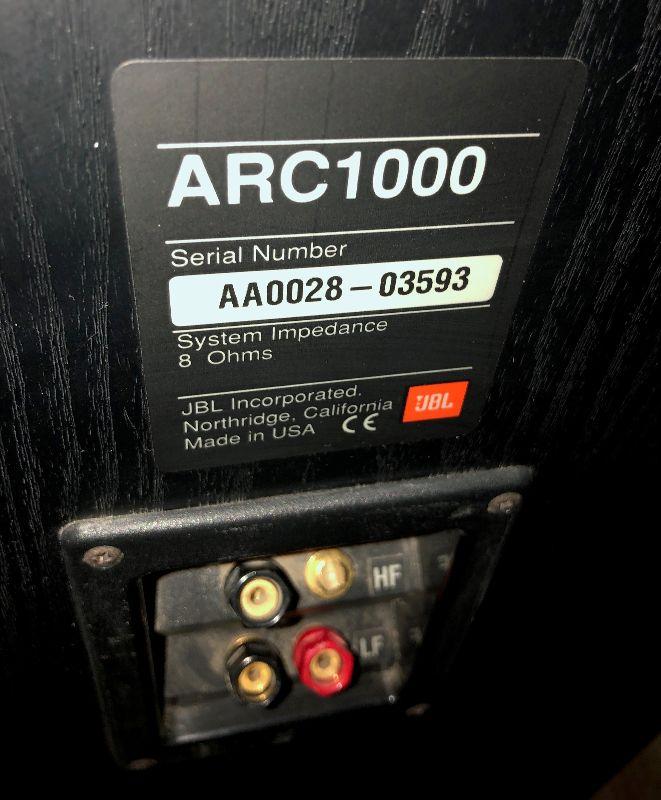 ARC1000
Serial Number
AA0028-03593
System Impedance
8 Ohms
JBL Incorporated.
Northridge, California
Made in USA CE
JBL
HF
LF